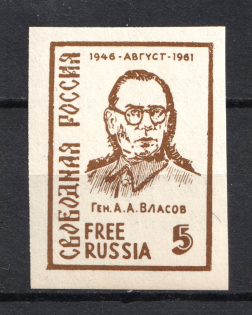 1946-АВГУСТ-1961
СВОБОДНАЯ РОССИЯ
ГЕН. А. А. ВЛАСОВ
FREE
RUSSIA 5